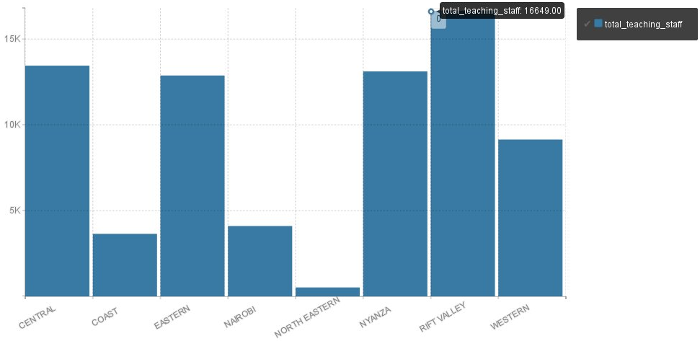 total_teaching_staff: 16649.00
0
✓ total_teaching_staff
15K
10K
5K
CENTRAL
COAST
EASTERN
NAIROBI
NORTH EASTERN
NYANZA
RIFT VALLEY
WESTERN